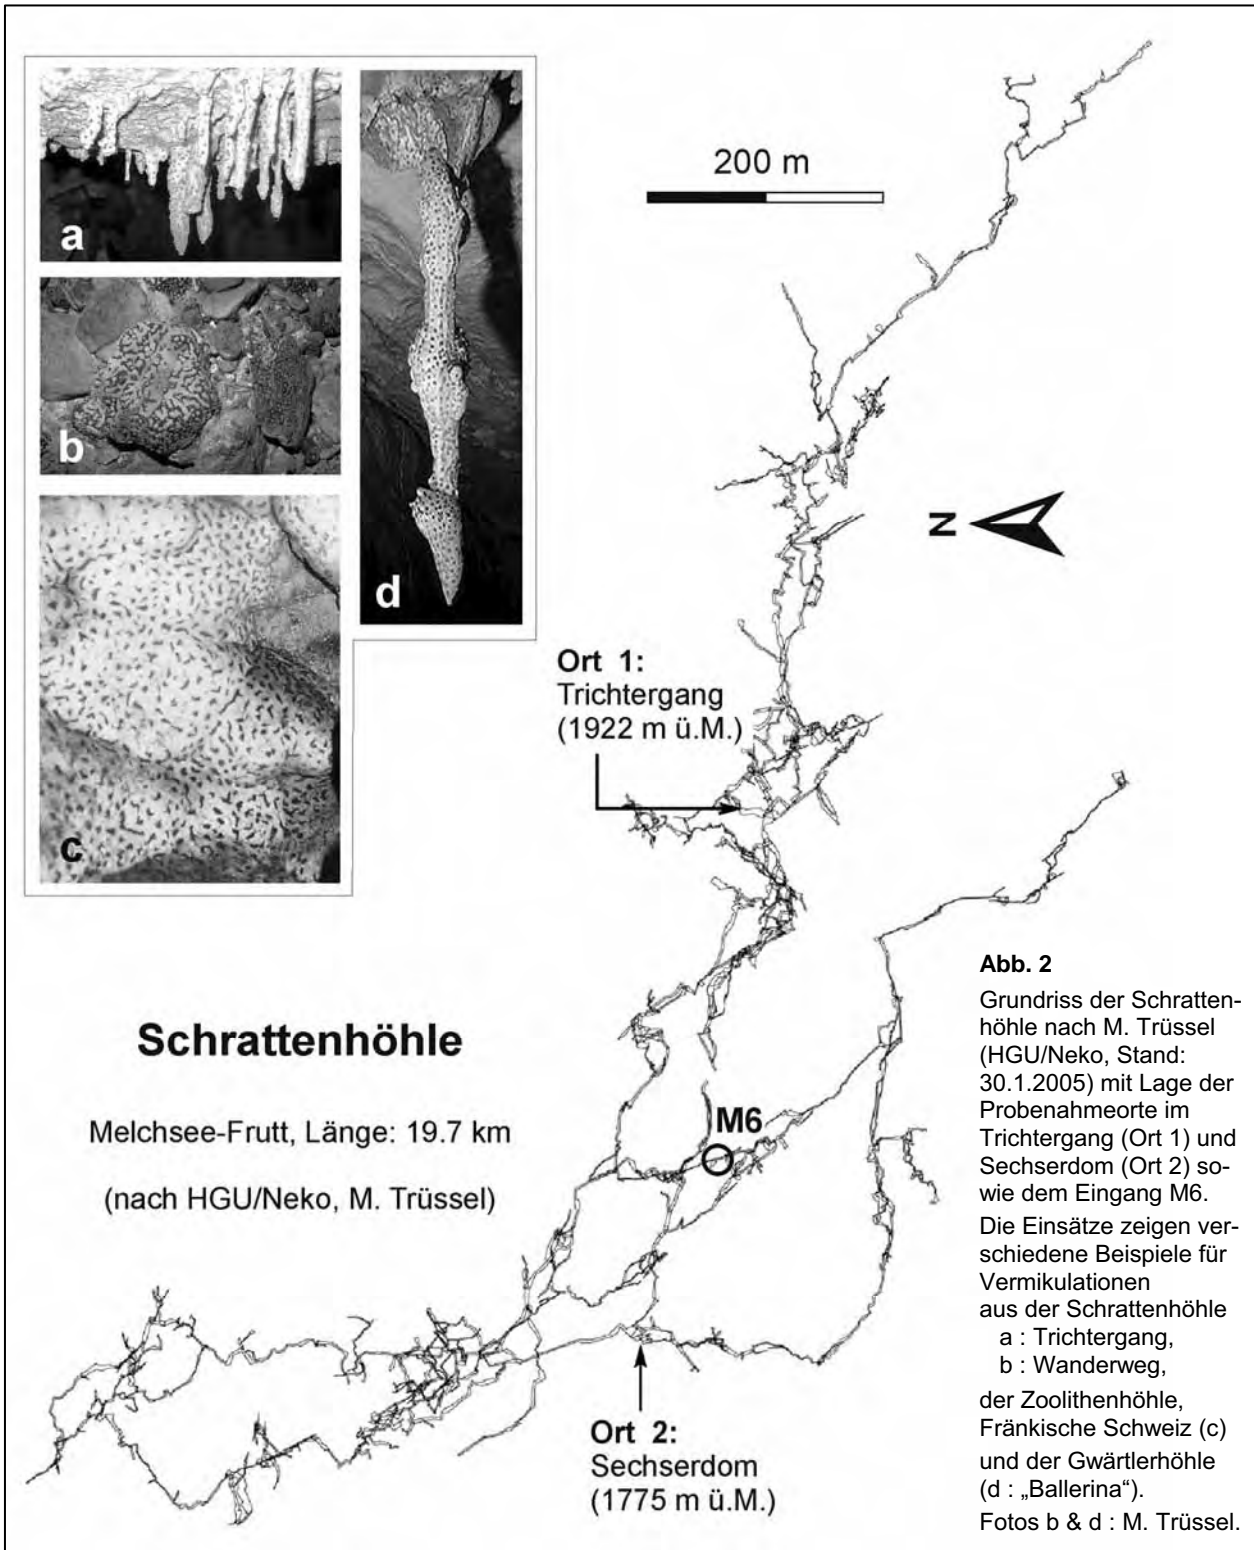 a
b
c
d
200 m
N
Ort 1:
Trichtergang
(1922 m ü.M.)
M6
Schrattenhöhle
Melchsee-Frutt, Länge: 19.7 km
(nach HGU/Neko, M. Trüssel)
Ort 2:
Sechserdom
(1775 m ü.M.)
Abb. 2
Grundriss der Schratten-
höhle nach M. Trüssel
(HGU/Neko, Stand:
30.1.2005) mit Lage der
Probenahmeorte im
Trichtergang (Ort 1) und
Sechserdom (Ort 2) so-
wie dem Eingang M6.
Die Einsätze zeigen ver-
schiedene Beispiele für
Vermikulationen
aus der Schrattenhöhle
a : Trichtergang,
b : Wanderweg,
der Zoolithenhöhle,
Fränkische Schweiz (c)
und der Gwärtlerhöhle
(d : „Ballerina“).
Fotos b & d : M. Trüssel.